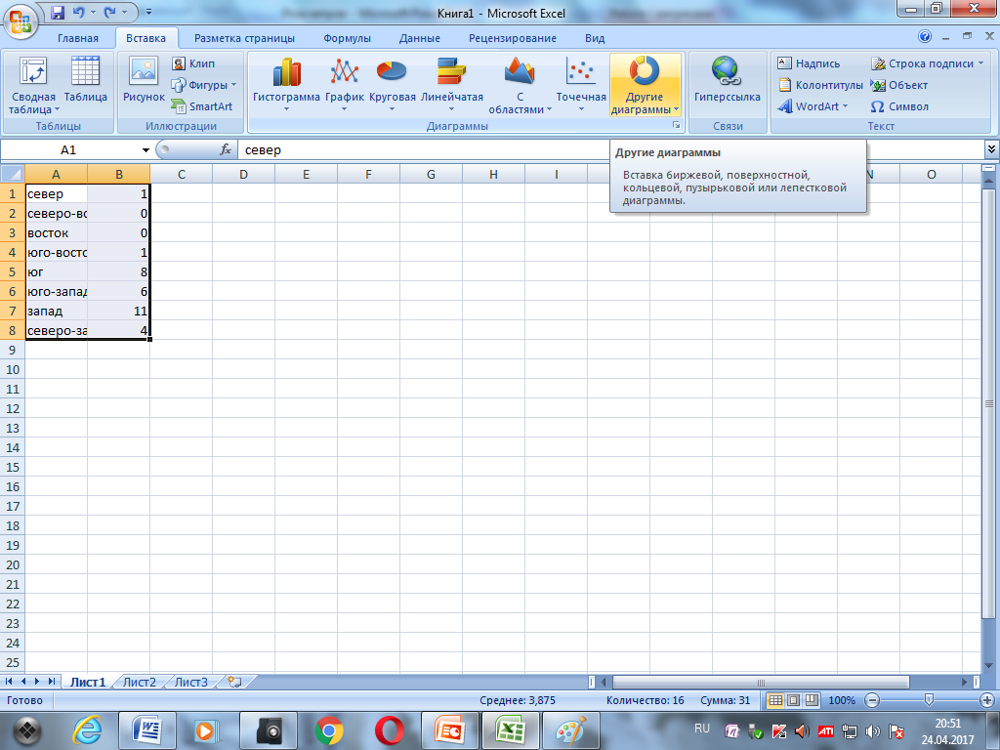 Книга1 - Microsoft Excel
Главная Вставка Разметка страницы Формулы Данные Рецензирование Вид
Сводная таблица
Таблица
Таблицы
Рисунок
Клип
Фигуры
SmartArt
Иллюстрации
Гистограмма
График
Круговая
Линейчатая
С областями
Точечная
Другие диаграммы
Диаграммы
Гиперссылка
Связи
Надпись
Колонтитулы
WordArt
Строка подписи
Объект
Символ
Текст
A1 fx север
Другие диаграммы
Вставка биржевой, поверхностной,
кольцевой, пузырьковой или лепестковой
диаграммы.
A B C D E F G H I N O
1 север 1
2 северо-во 0
3 восток 0
4 юго-восто 1
5 юг 8
6 юго-запад 6
7 запад 11
8 северо-за 4
9
10
11
12
13
14
15
16
17
18
19
20
21
22
23
24
25
Лист1 Лист2 Лист3
Готово Среднее: 3,875 Количество: 16 Сумма: 31 100%
RU ATI 20:51
24.04.2017